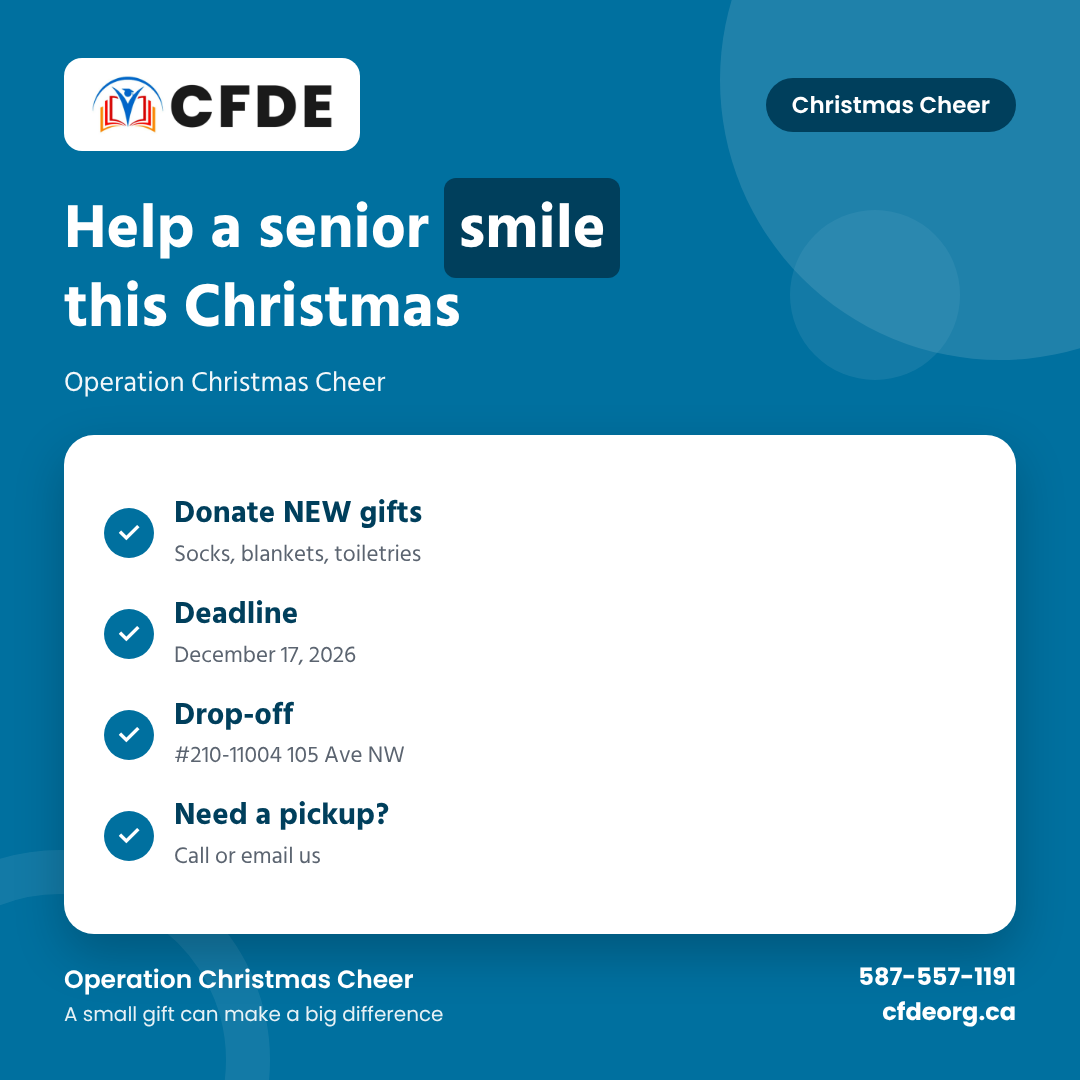 CFDE
Christmas Cheer
Help a senior smile
this Christmas
Operation Christmas Cheer
Donate NEW gifts
Socks, blankets, toiletries
Deadline
December 17, 2026
Drop-off
#210-11004 105 Ave NW
Need a pickup?
Call or email us
Operation Christmas Cheer
A small gift can make a big difference
587-557-1191
cfdeorg.ca